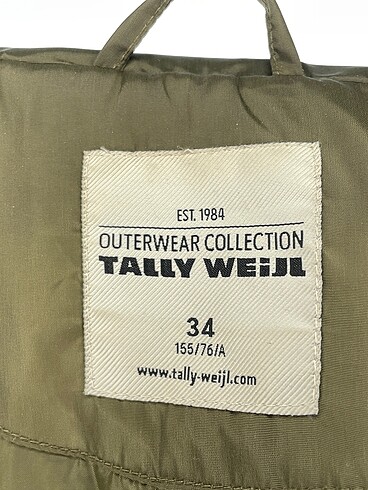 EST. 1984
OUTERWEAR COLLECTION
TALLY WEiJL
34
155/76/A
www.tally-weijl.com